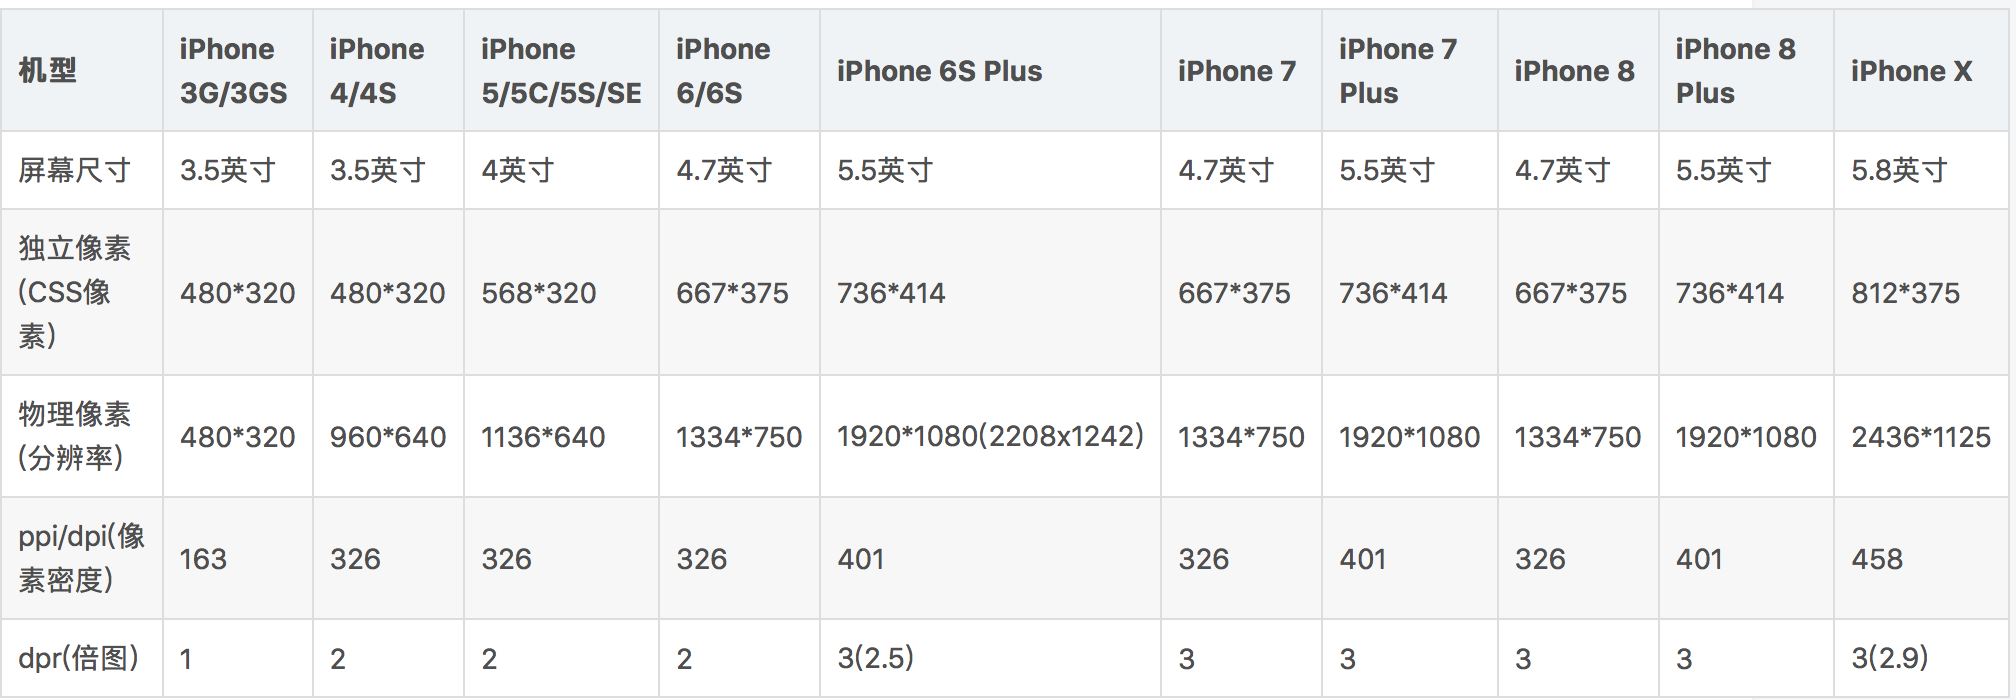 机型
iPhone
3G/3GS
iPhone
4/4S
iPhone
5/5C/5S/SE
iPhone
6/6S
iPhone 6S Plus
iPhone 7
iPhone 7
Plus
iPhone 8
iPhone 8
Plus
iPhone X
屏幕尺寸 3.5英寸 3.5英寸 4英寸 4.7英寸 5.5英寸 4.7英寸 5.5英寸 4.7英寸 5.5英寸 5.8英寸
独立像素
(CSS像
素)
480*320 480*320 568*320 667*375 736*414 667*375 736*414 667*375 736*414 812*375
物理像素
(分辨率)
480*320 960*640 1136*640 1334*750 1920*1080(2208x1242) 1334*750 1920*1080 1334*750 1920*1080 2436*1125
ppi/dpi(像
素密度)
163 326 326 326 401 326 401 326 401 458
dpr(倍图) 1 2 2 2 3(2.5) 3 3 3 3 3(2.9)